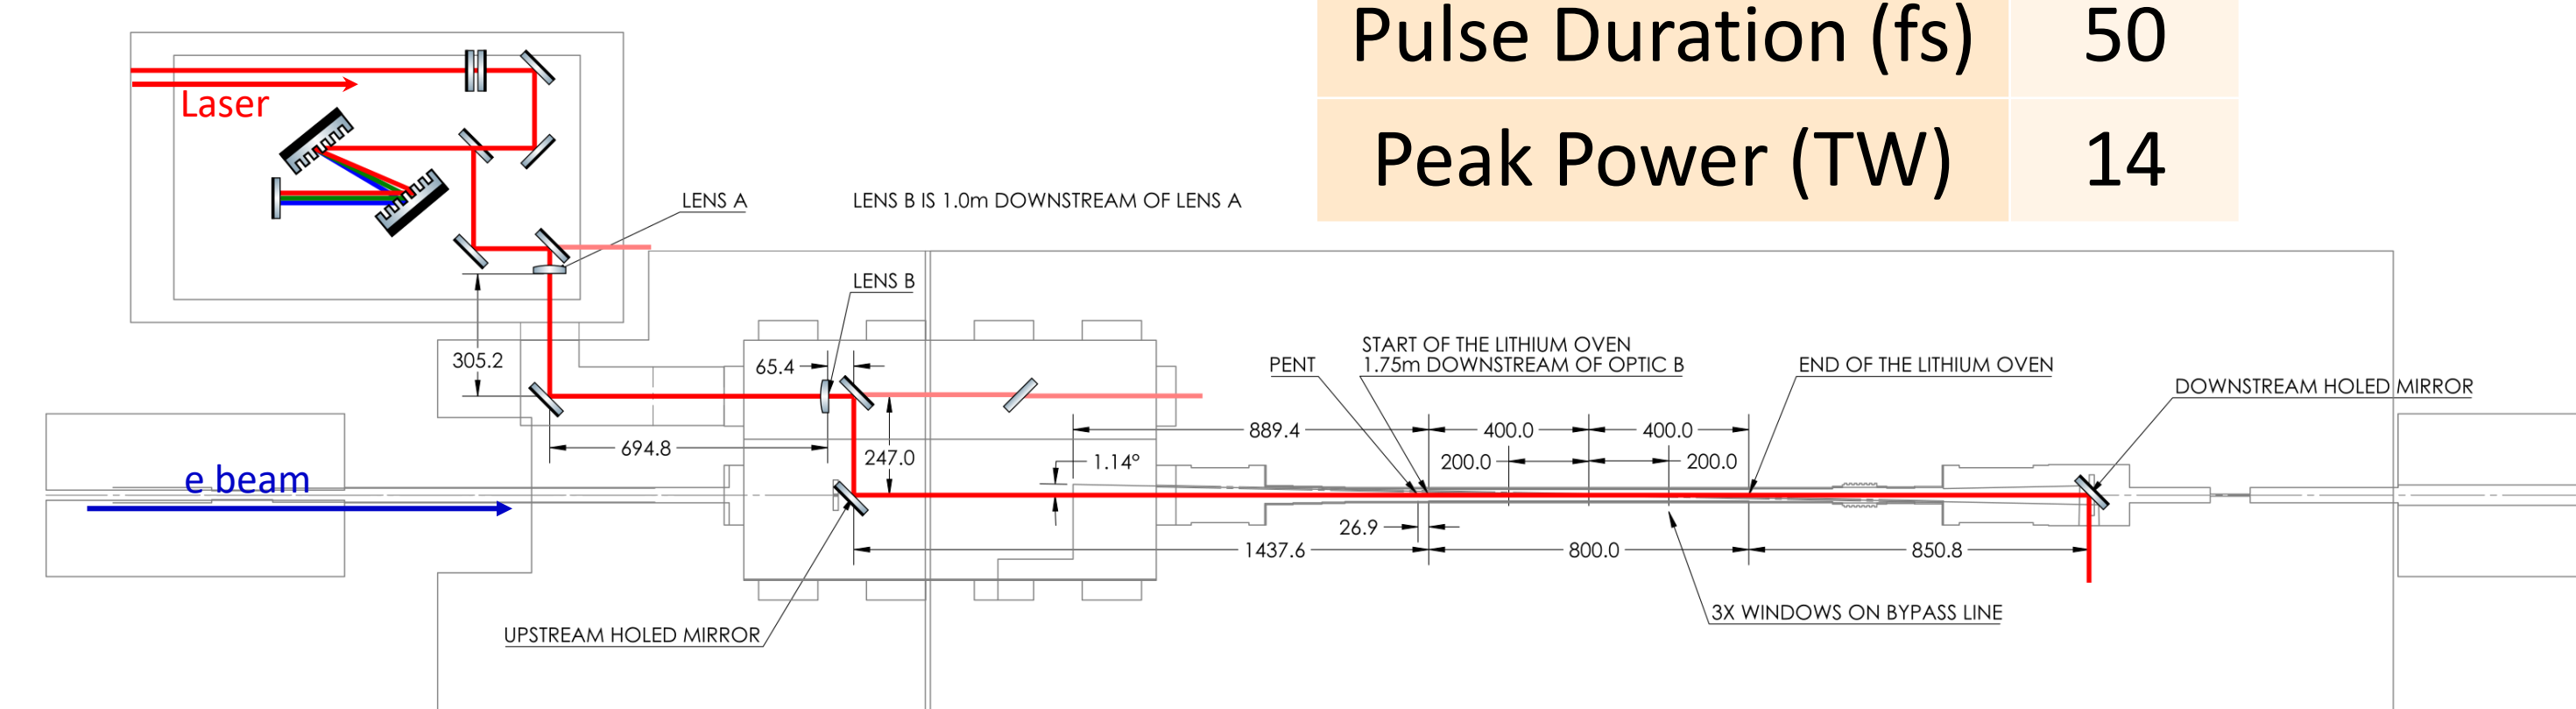 Pulse Duration (fs) 50
Peak Power (TW) 14
Laser
LENS A
LENS B IS 1.0m DOWNSTREAM OF LENS A
LENS B
305.2
65.4
START OF THE LITHIUM OVEN
1.75m DOWNSTREAM OF OPTIC B
PENT
END OF THE LITHIUM OVEN
DOWNSTREAM HOLED MIRROR
889.4
400.0
400.0
694.8
247.0
1.14°
200.0
200.0
e beam
26.9
1437.6
800.0
850.8
3X WINDOWS ON BYPASS LINE
UPSTREAM HOLED MIRROR